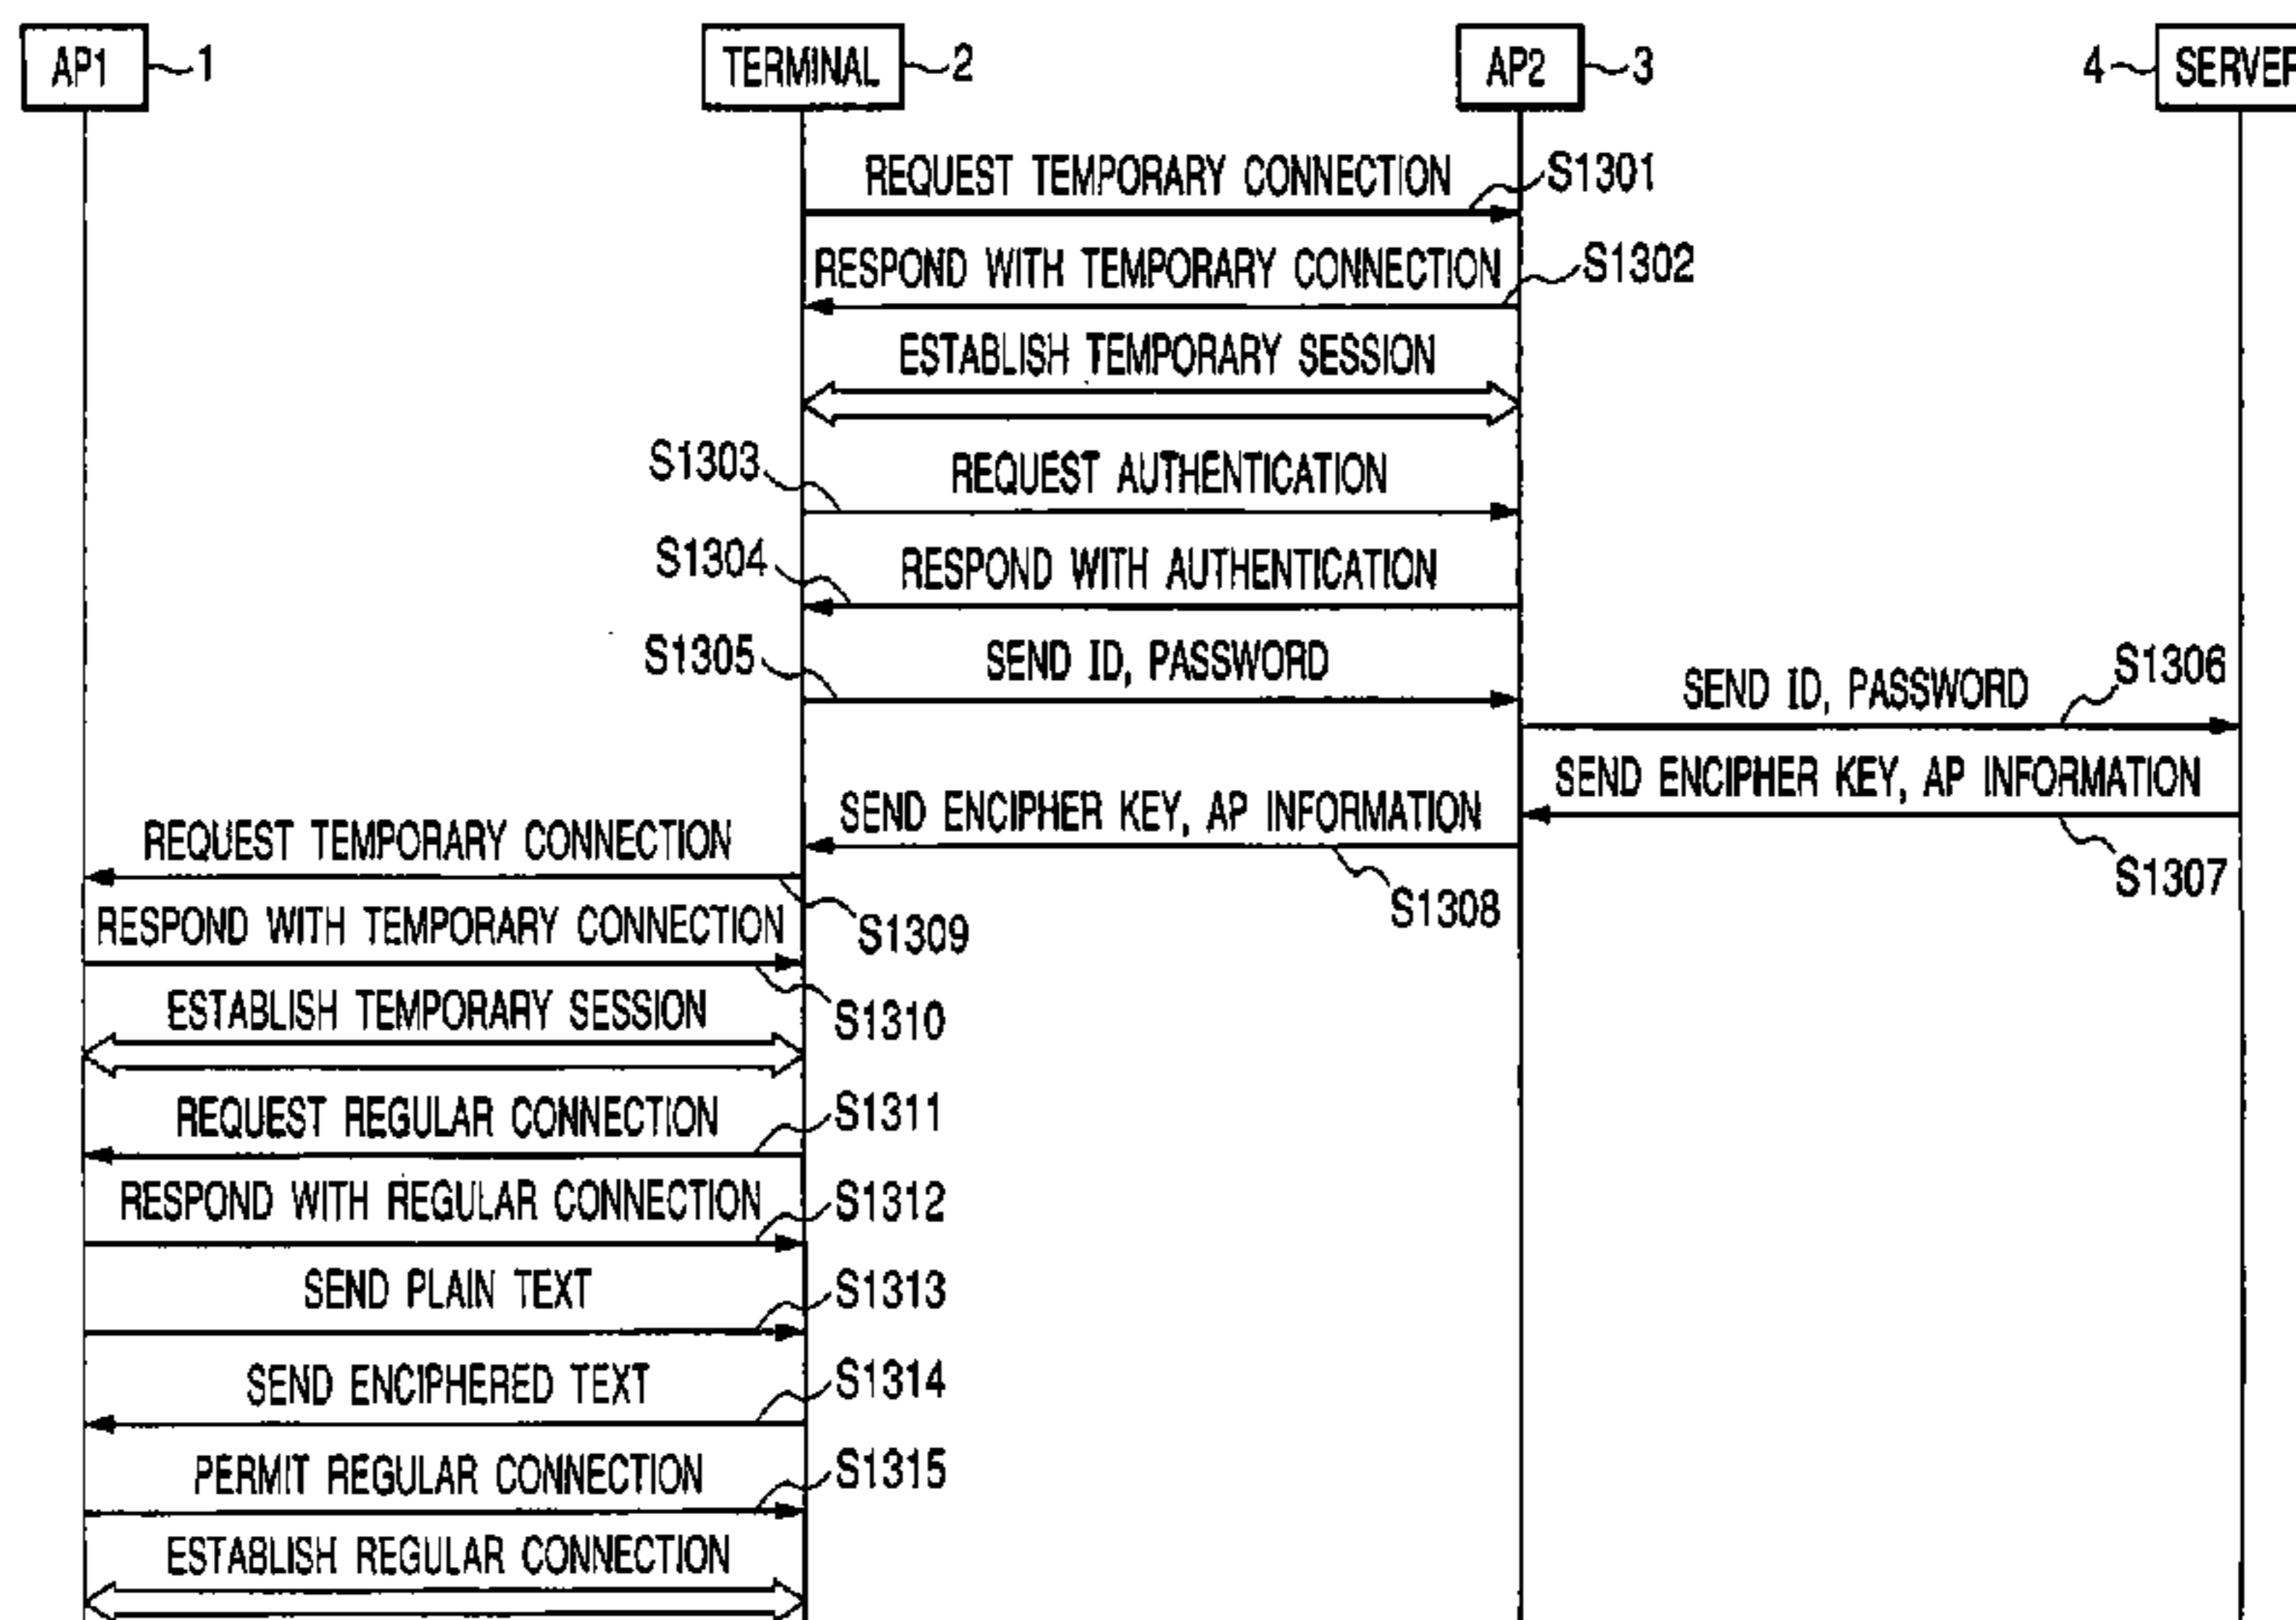 AP1 1
TERMINAL 2
AP2 3
4 SERVER
REQUEST TEMPORARY CONNECTION S1301
RESPOND WITH TEMPORARY CONNECTION S1302
ESTABLISH TEMPORARY SESSION
S1303 REQUEST AUTHENTICATION
S1304 RESPOND WITH AUTHENTICATION
S1305 SEND ID, PASSWORD
SEND ID, PASSWORD S1306
SEND ENCIPHER KEY, AP INFORMATION
S1307
SEND ENCIPHER KEY, AP INFORMATION
S1308
REQUEST TEMPORARY CONNECTION
S1309
RESPOND WITH TEMPORARY CONNECTION
S1310
ESTABLISH TEMPORARY SESSION
REQUEST REGULAR CONNECTION S1311
RESPOND WITH REGULAR CONNECTION S1312
SEND PLAIN TEXT S1313
SEND ENCIPHERED TEXT S1314
PERMIT REGULAR CONNECTION S1315
ESTABLISH REGULAR CONNECTION